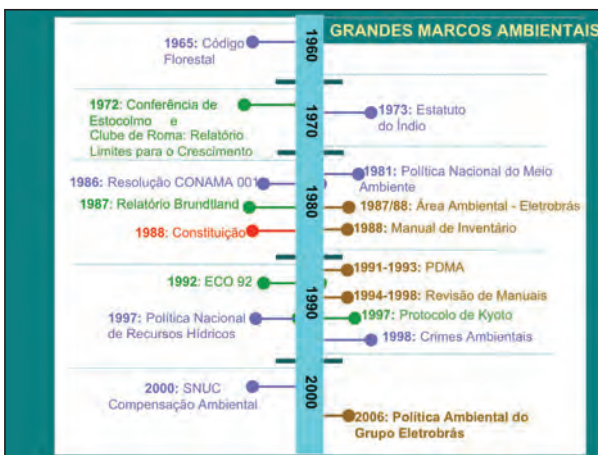 GRANDES MARCOS AMBIENTAIS
1960
1965: Código
Florestal
1970
1972: Conferência de
Estocolmo e
Clube de Roma: Relatório
Limites para o Crescimento
1973: Estatuto
do Índio
1980
1981: Política Nacional do Meio
Ambiente
1986: Resolução CONAMA 001
1987: Relatório Brundtland
1987/88: Área Ambiental - Eletrobrás
1988: Constituição
1988: Manual de Inventário
1990
1991-1993: PDMA
1992: ECO 92
1994-1998: Revisão de Manuais
1997: Política Nacional
de Recursos Hídricos
1997: Protocolo de Kyoto
1998: Crimes Ambientais
2000
2000: SNUC
Compensação Ambiental
2006: Política Ambiental do
Grupo Eletrobrás